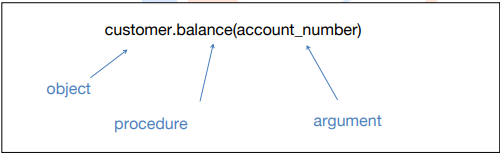 customer.balance(account_number)
object
procedure
argument